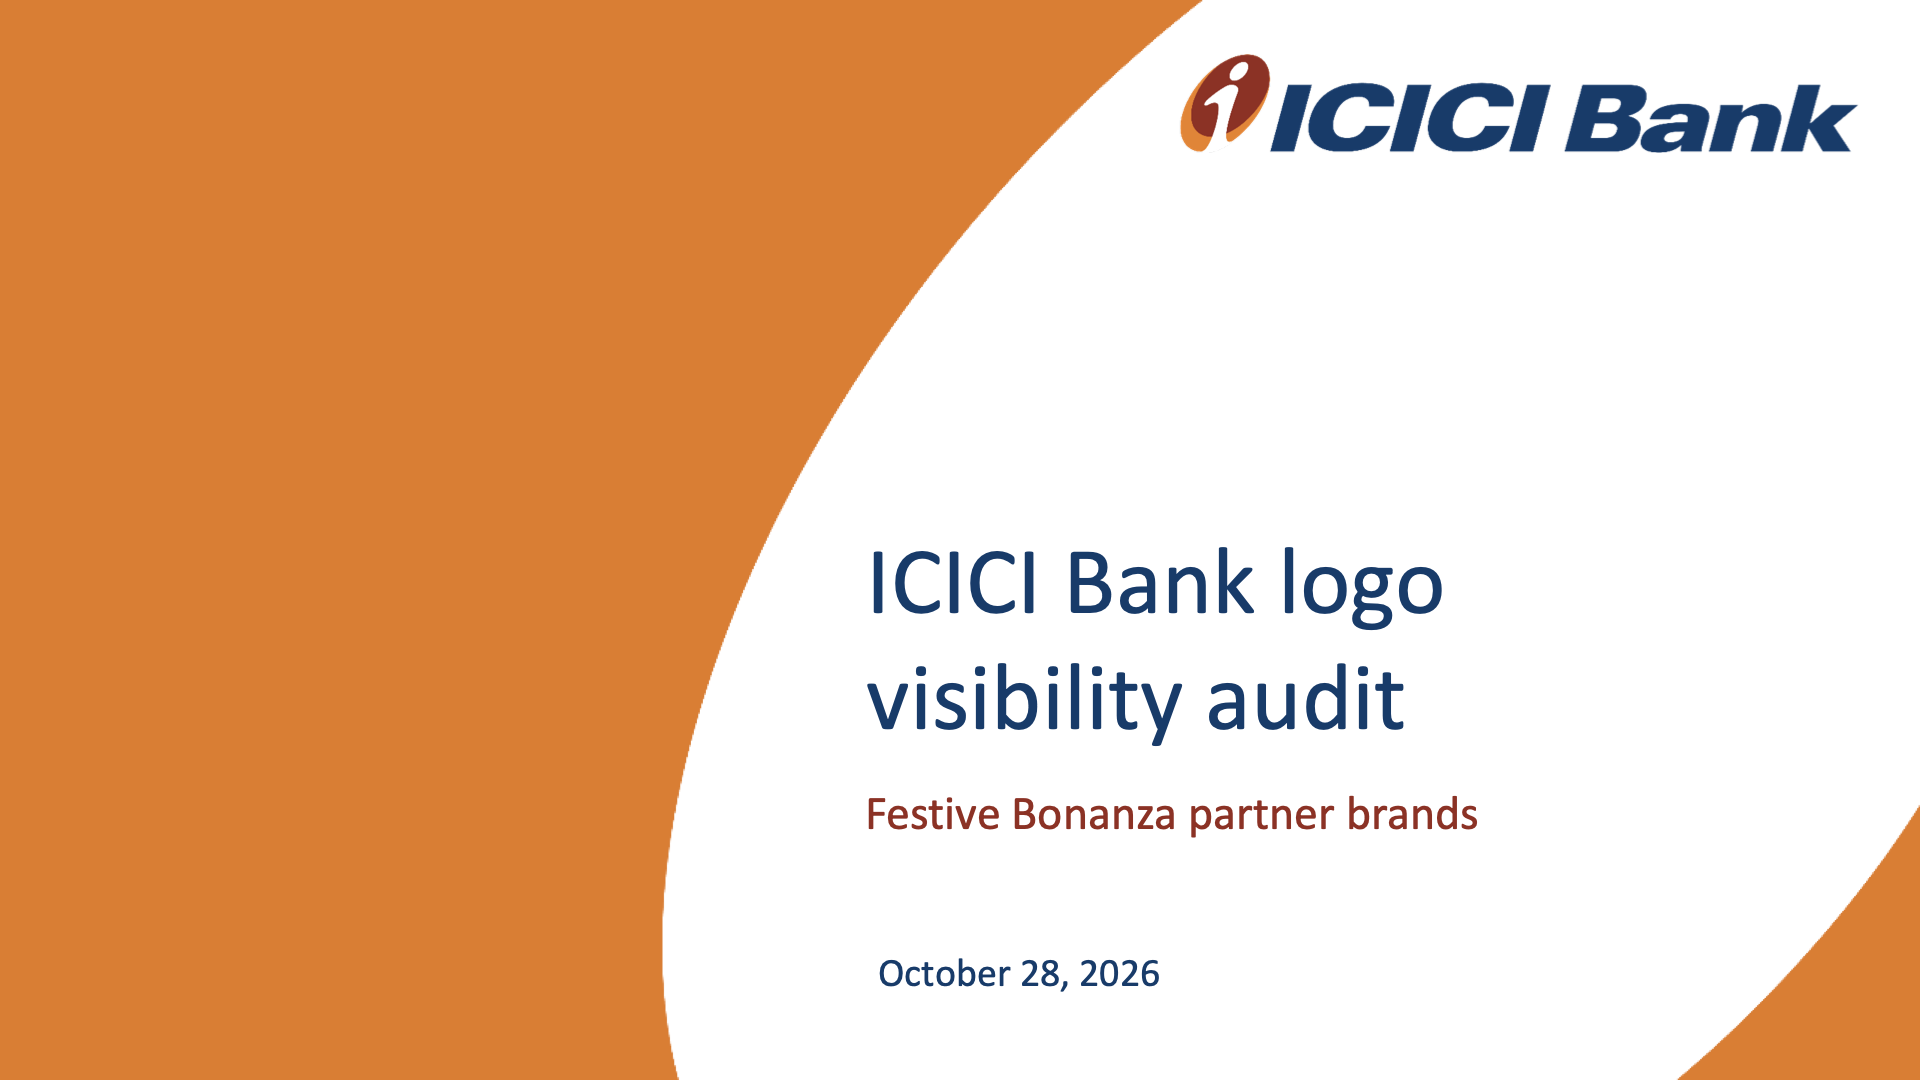 ICICI Bank
ICICI Bank logo
visibility audit
Festive Bonanza partner brands
October 28, 2026